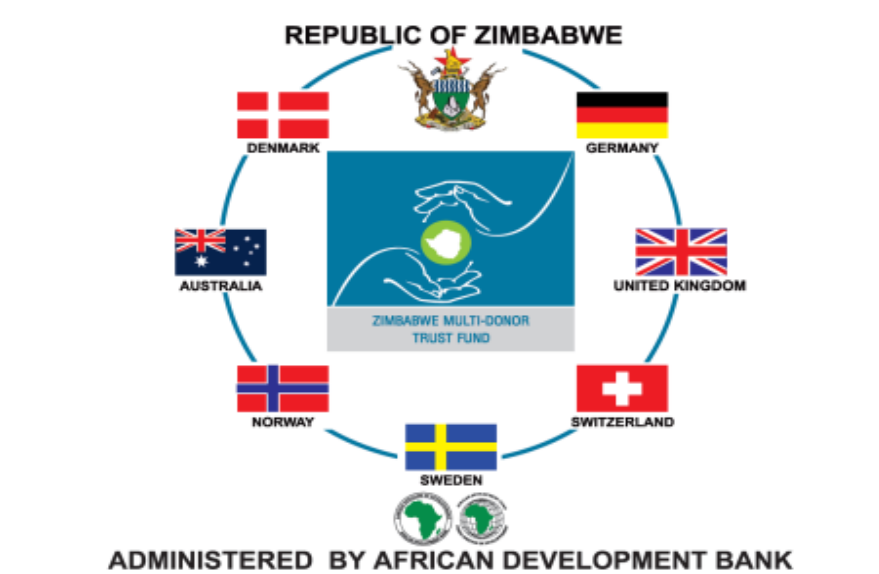 REPUBLIC OF ZIMBABWE
DENMARK
GERMANY
AUSTRALIA
UNITED KINGDOM
ZIMBABWE MULTI-DONOR
TRUST FUND
NORWAY
SWITZERLAND
SWEDEN
ADMINISTERED BY AFRICAN DEVELOPMENT BANK